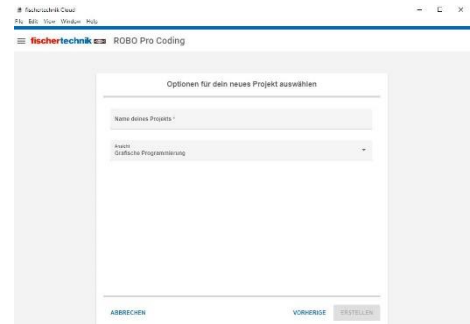 fischertechnik Cloud
File Edit View Window Help
fischertechnik ROBO Pro Coding
Optionen für dein neues Projekt auswählen
Name deines Projekts *
Ansicht
Grafische Programmierung
ABBRECHEN VORHERIGE ERSTELLEN